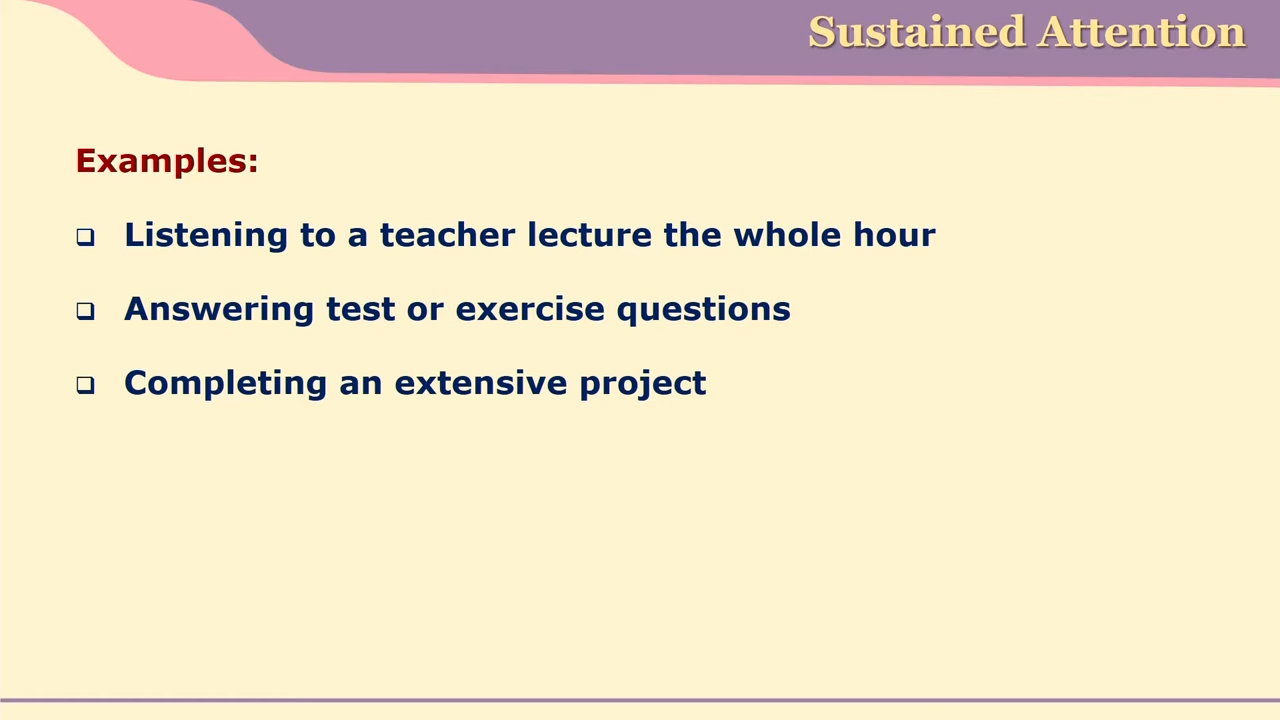 Sustained Attention
Examples:
❑ Listening to a teacher lecture the whole hour
❑ Answering test or exercise questions
❑ Completing an extensive project